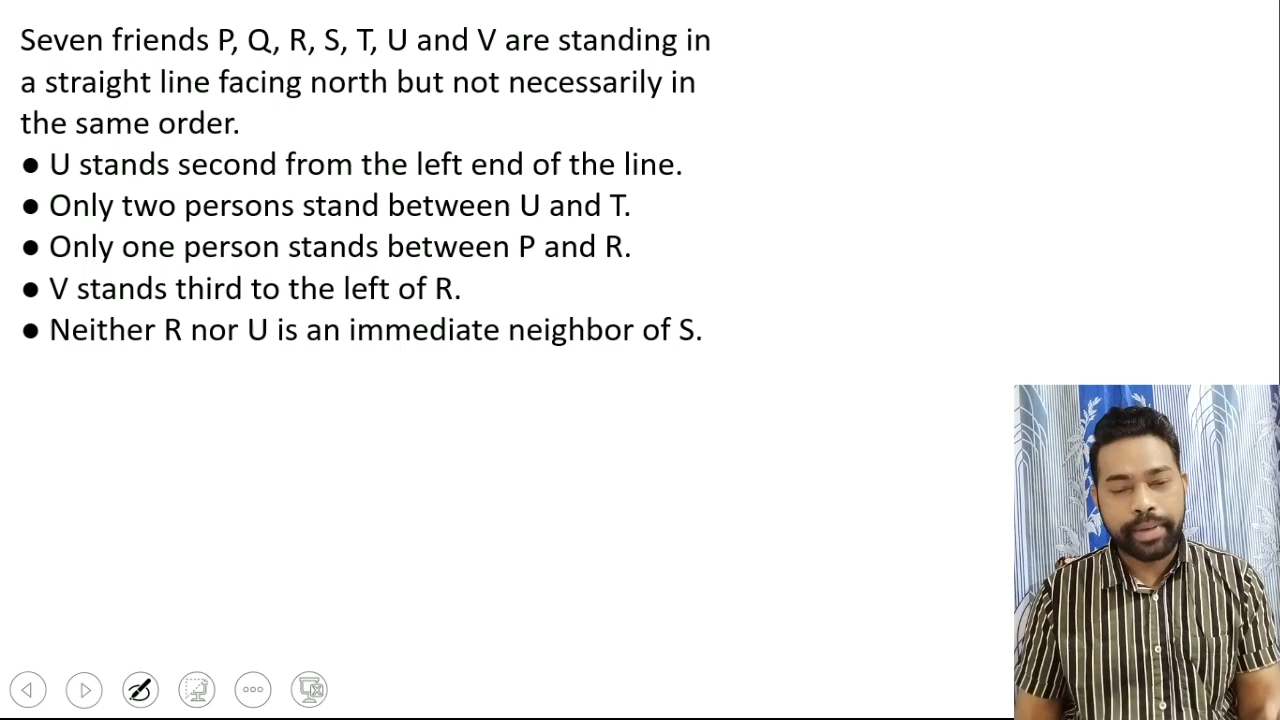 Seven friends P, Q, R, S, T, U and V are standing in
a straight line facing north but not necessarily in
the same order.
● U stands second from the left end of the line.
● Only two persons stand between U and T.
● Only one person stands between P and R.
● V stands third to the left of R.
● Neither R nor U is an immediate neighbor of S.